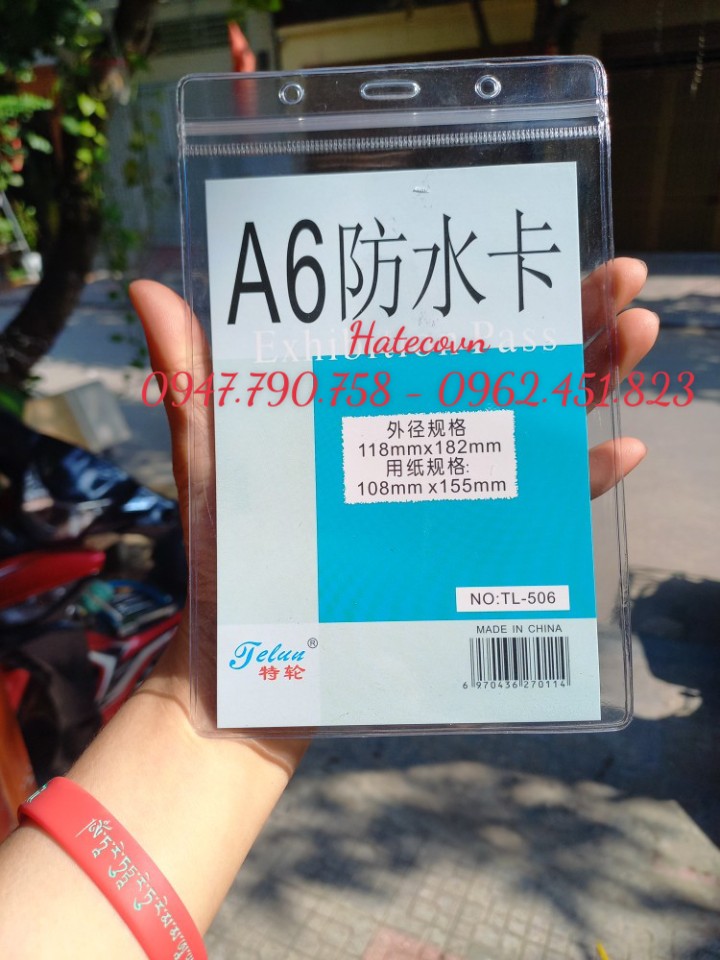 A6防水卡
Exhibition Pass
Hatecovn
0947.790.758 - 0962.451.823
外径规格
118mmx182mm
用纸规格:
108mm x155mm
NO:TL-506
MADE IN CHINA
Telun®
特轮
6 970436 270114